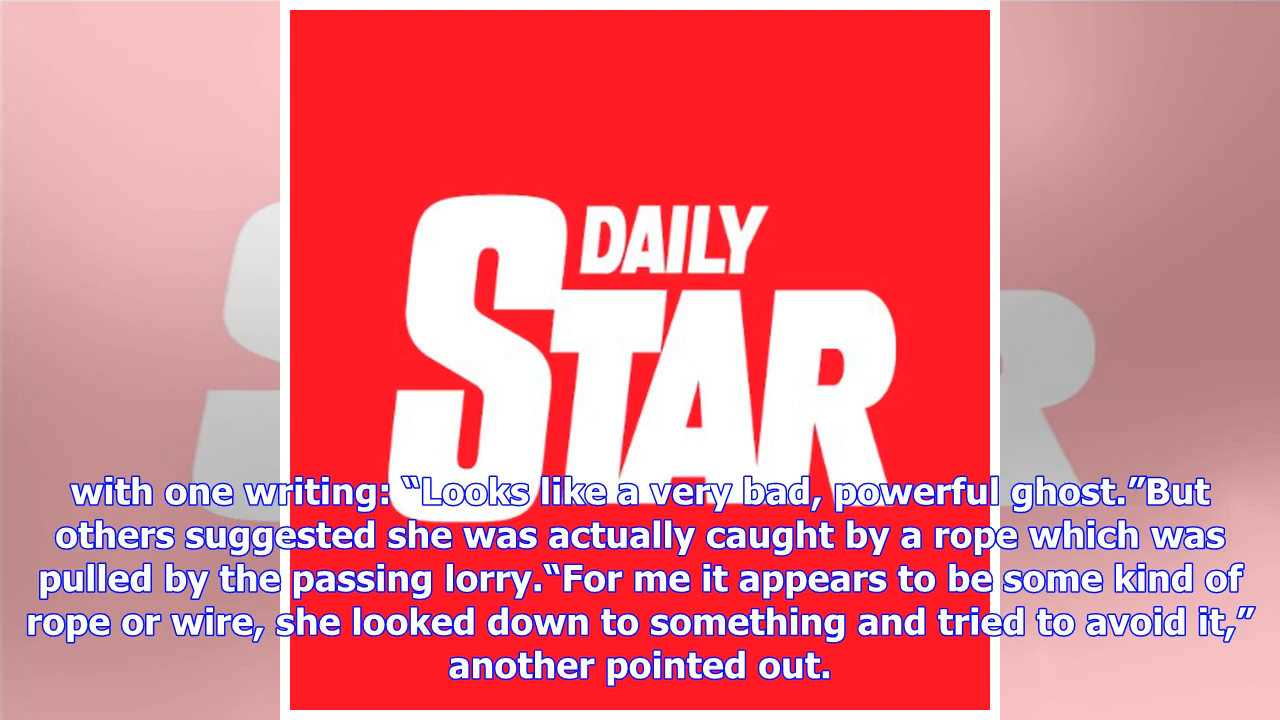 DAILY
STAR
with one writing: “Looks like a very bad, powerful ghost.”But
others suggested she was actually caught by a rope which was
pulled by the passing lorry.“For me it appears to be some kind of
rope or wire, she looked down to something and tried to avoid it,”
another pointed out.